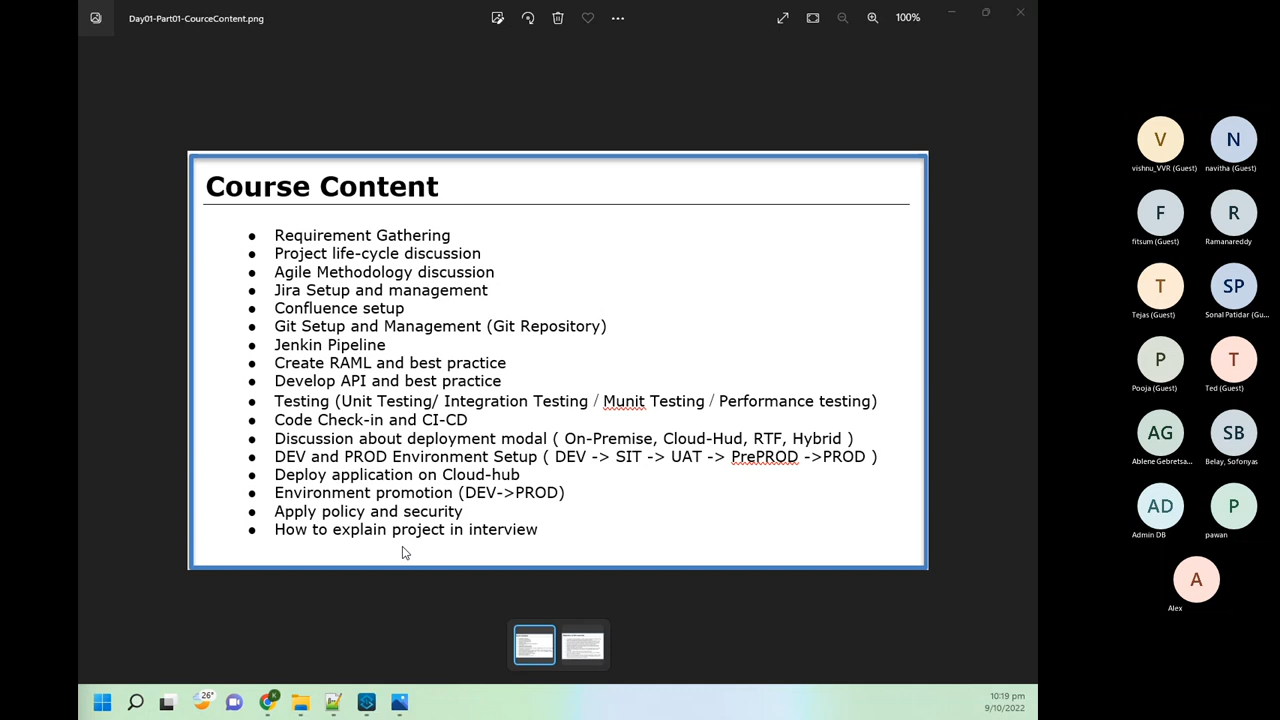 Day01-Part01-CourceContent.png
100%
Course Content
● Requirement Gathering
● Project life-cycle discussion
● Agile Methodology discussion
● Jira Setup and management
● Confluence setup
● Git Setup and Management (Git Repository)
● Jenkin Pipeline
● Create RAML and best practice
● Develop API and best practice
● Testing (Unit Testing/ Integration Testing / Munit Testing / Performance testing)
● Code Check-in and CI-CD
● Discussion about deployment modal ( On-Premise, Cloud-Hud, RTF, Hybrid )
● DEV and PROD Environment Setup ( DEV -> SIT -> UAT -> PrePROD ->PROD )
● Deploy application on Cloud-hub
● Environment promotion (DEV->PROD)
● Apply policy and security
● How to explain project in interview
V N
vishnu_VVR (Guest) navitha (Guest)
F R
fitsum (Guest) Ramanareddy
T SP
Tejas (Guest) Sonal Patidar (Gu...
P T
Pooja (Guest) Ted (Guest)
AG SB
Ablene Gebretsa... Belay, Sofonyas
AD P
Admin DB pawan
A
Alex
26°
K
10:19 pm
9/10/2022